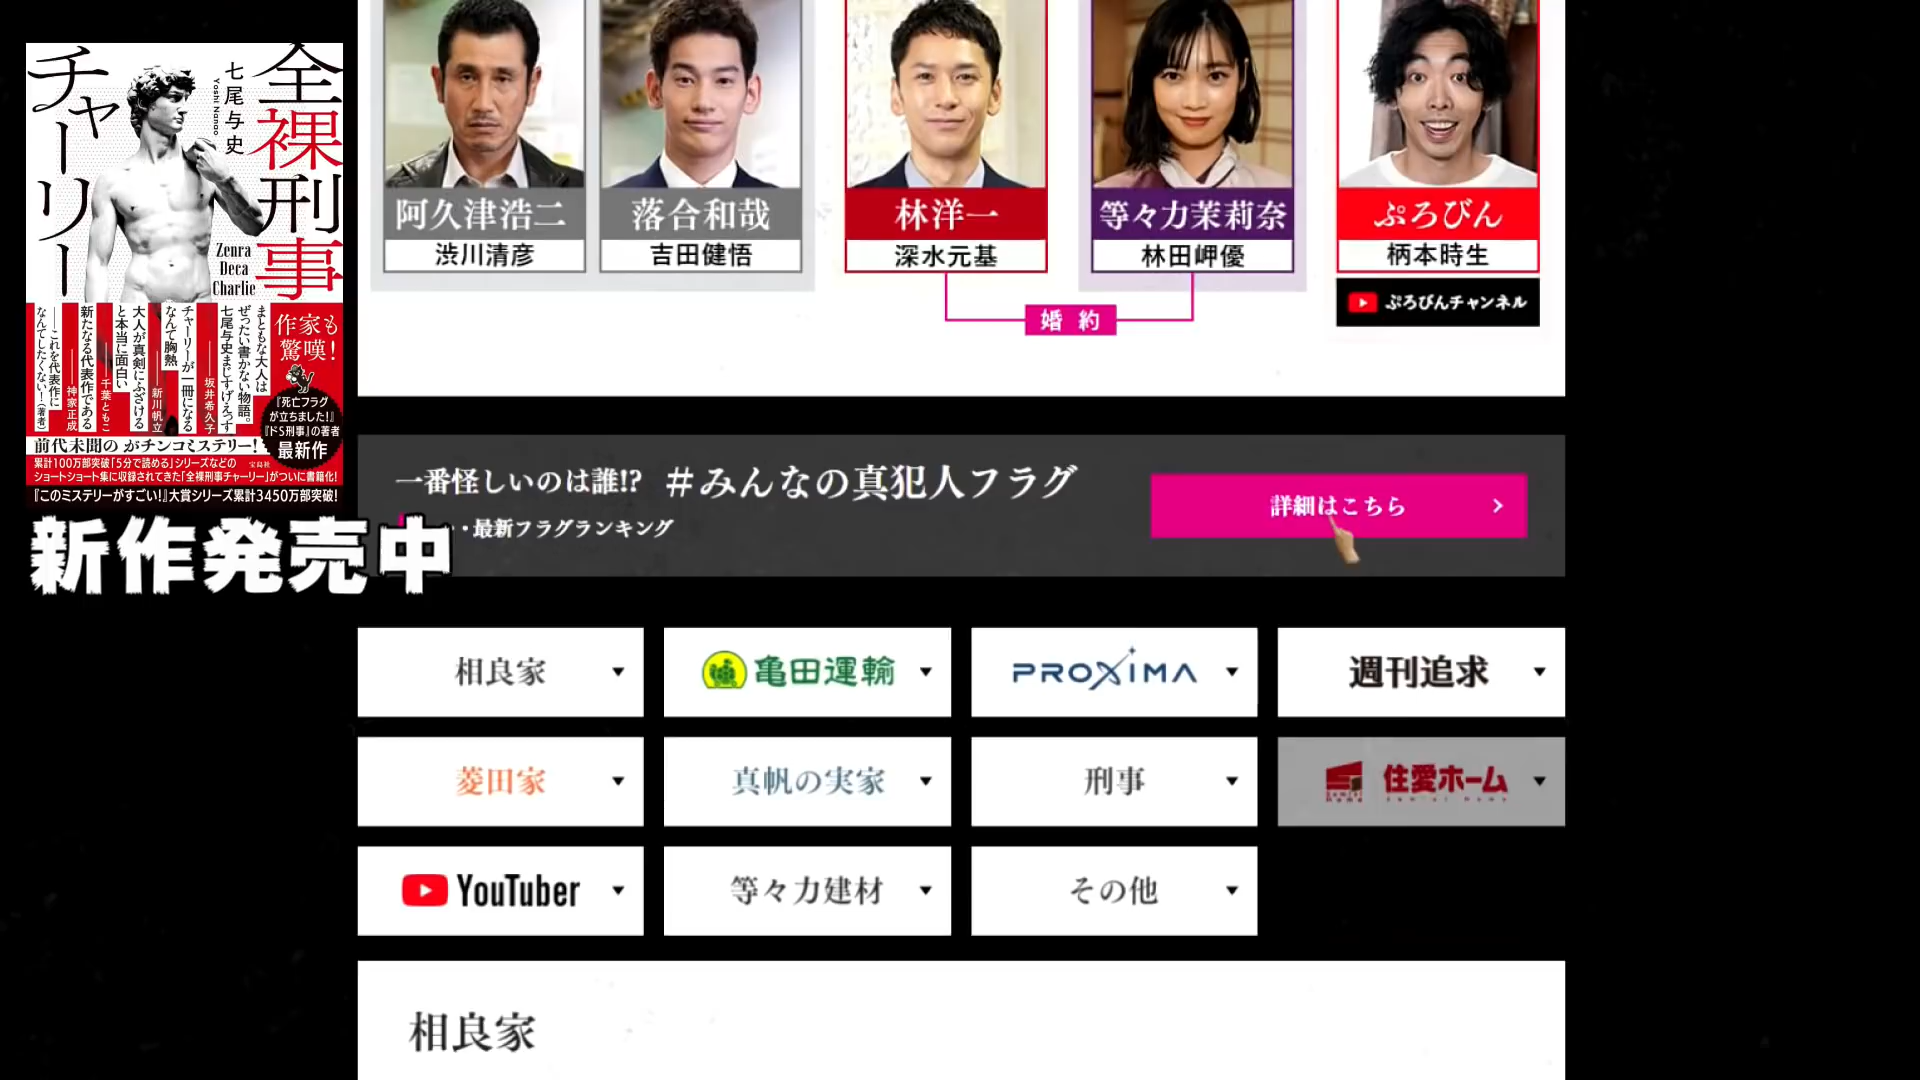 全裸刑事
チャーリー
七尾与史
Yoshi Nanao
Zenra
Deca
Charlie
作家も
驚嘆!
まともな大人は
ぜったい書かない物語。
七尾与史まじすげえっす
──坂井希久子
チャーリーが一冊になる
なんて胸熱
──新川帆立
大人が真剣にふざける
と本当に面白い
──千葉ともこ
新たなる代表作である
──神家正成
──これを代表作に
なんてしたくない!(著者)
『死亡フラグ
が立ちました!』
『ドS刑事』の著者
最新作
前代未聞の がチンコミステリー!
宝島社
累計100万部突破「5分で読める」シリーズなどの
ショートショート集に収録されてきた「全裸刑事チャーリー」がついに書籍化!
『このミステリーがすごい!』大賞シリーズ累計3450万部突破!
新作発売中
阿久津浩二
渋川清彦
落合和哉
吉田健悟
林洋一
深水元基
等々力茉莉奈
林田岬優
ぷろびん
柄本時生
婚約
ぷろびんチャンネル
一番怪しいのは誰!? #みんなの真犯人フラグ
・最新フラグランキング
詳細はこちら
相良家
亀田運輸
PROXIMA
週刊追求
菱田家
真帆の実家
刑事
住愛ホーム
YouTuber
等々力建材
その他
相良家